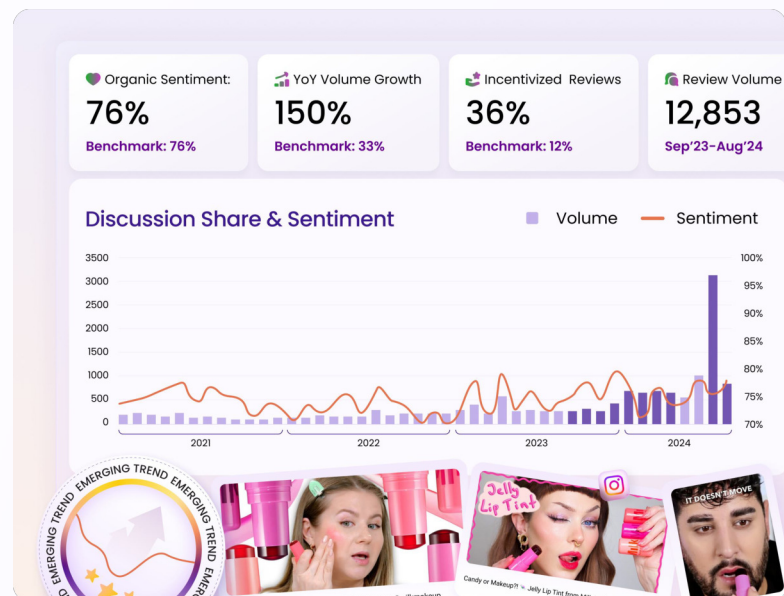 Organic Sentiment:
76%
Benchmark: 76%
YoY Volume Growth
150%
Benchmark: 33%
Incentivized Reviews
36%
Benchmark: 12%
Review Volume
12,853
Sep'23-Aug'24
Discussion Share & Sentiment
Volume
Sentiment
3500
3000
2500
2000
1500
1000
500
0
100%
95%
90%
85%
80%
75%
70%
2021
2022
2023
2024
EMERGING TREND EMERGING TREND EMERGING TREND
Jelly
Lip Tint
Candy or Makeup?! Jelly Lip Tint from
IT DOESN'T MOVE